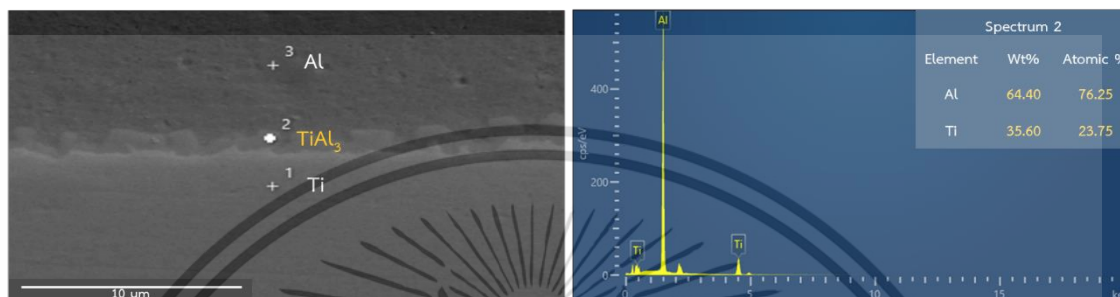 3 Al
2 TiAl3
1 Ti
10 µm
Spectrum 2
Element Wt% Atomic %
Al 64.40 76.25
Ti 35.60 23.75
Al
Ti
Ti
cps/eV
400
200
0
0 5 10 15